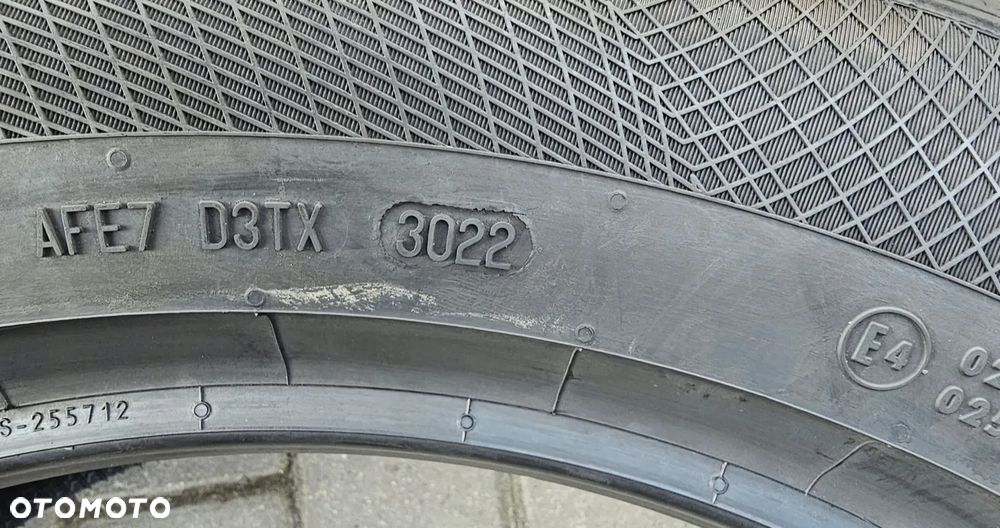 AFE7 D3TX 3022
E4
S-255712
OTOMOTO